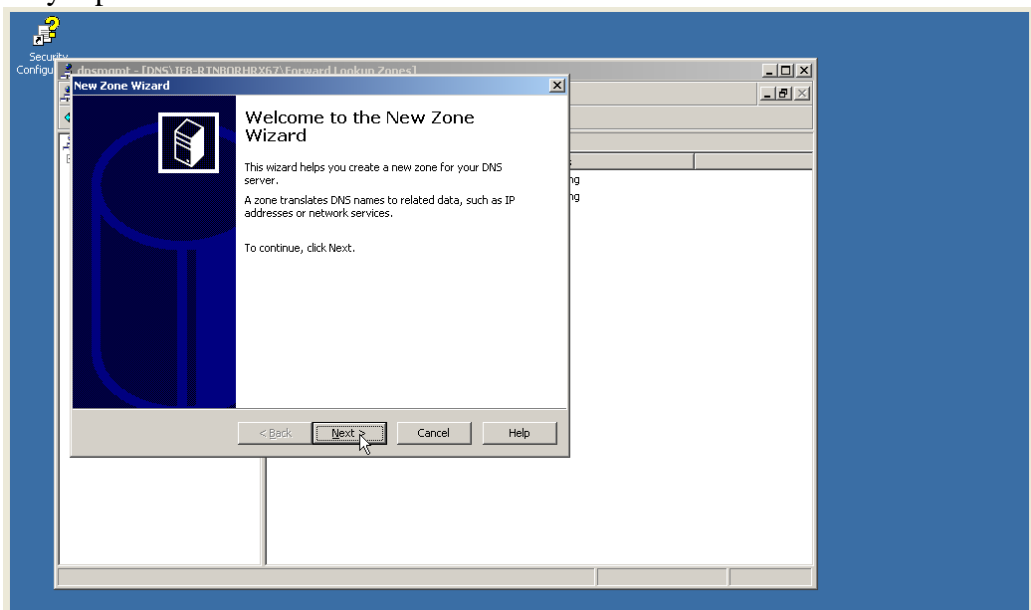 Security
Configu
dnsmgmt - [DNS\IE8-RTNBORHRX67\Forward Lookup Zones]
New Zone Wizard
Welcome to the New Zone
Wizard
This wizard helps you create a new zone for your DNS
server.
A zone translates DNS names to related data, such as IP
addresses or network services.
To continue, click Next.
ng
ng
< Back Next > Cancel Help